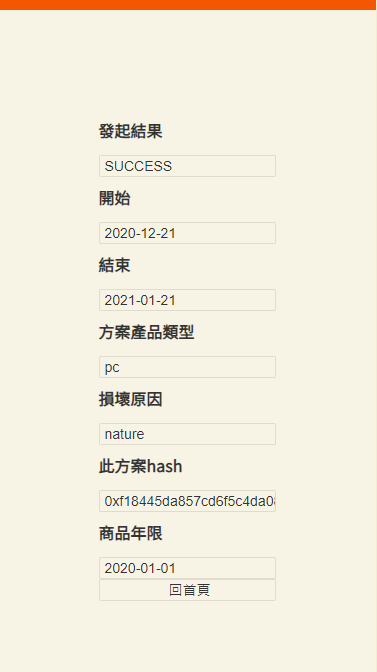 發起結果
SUCCESS
開始
2020-12-21
結束
2021-01-21
方案產品類型
pc
損壞原因
nature
此方案hash
0xf18445da857cd6f5c4da0
商品年限
2020-01-01
回首頁